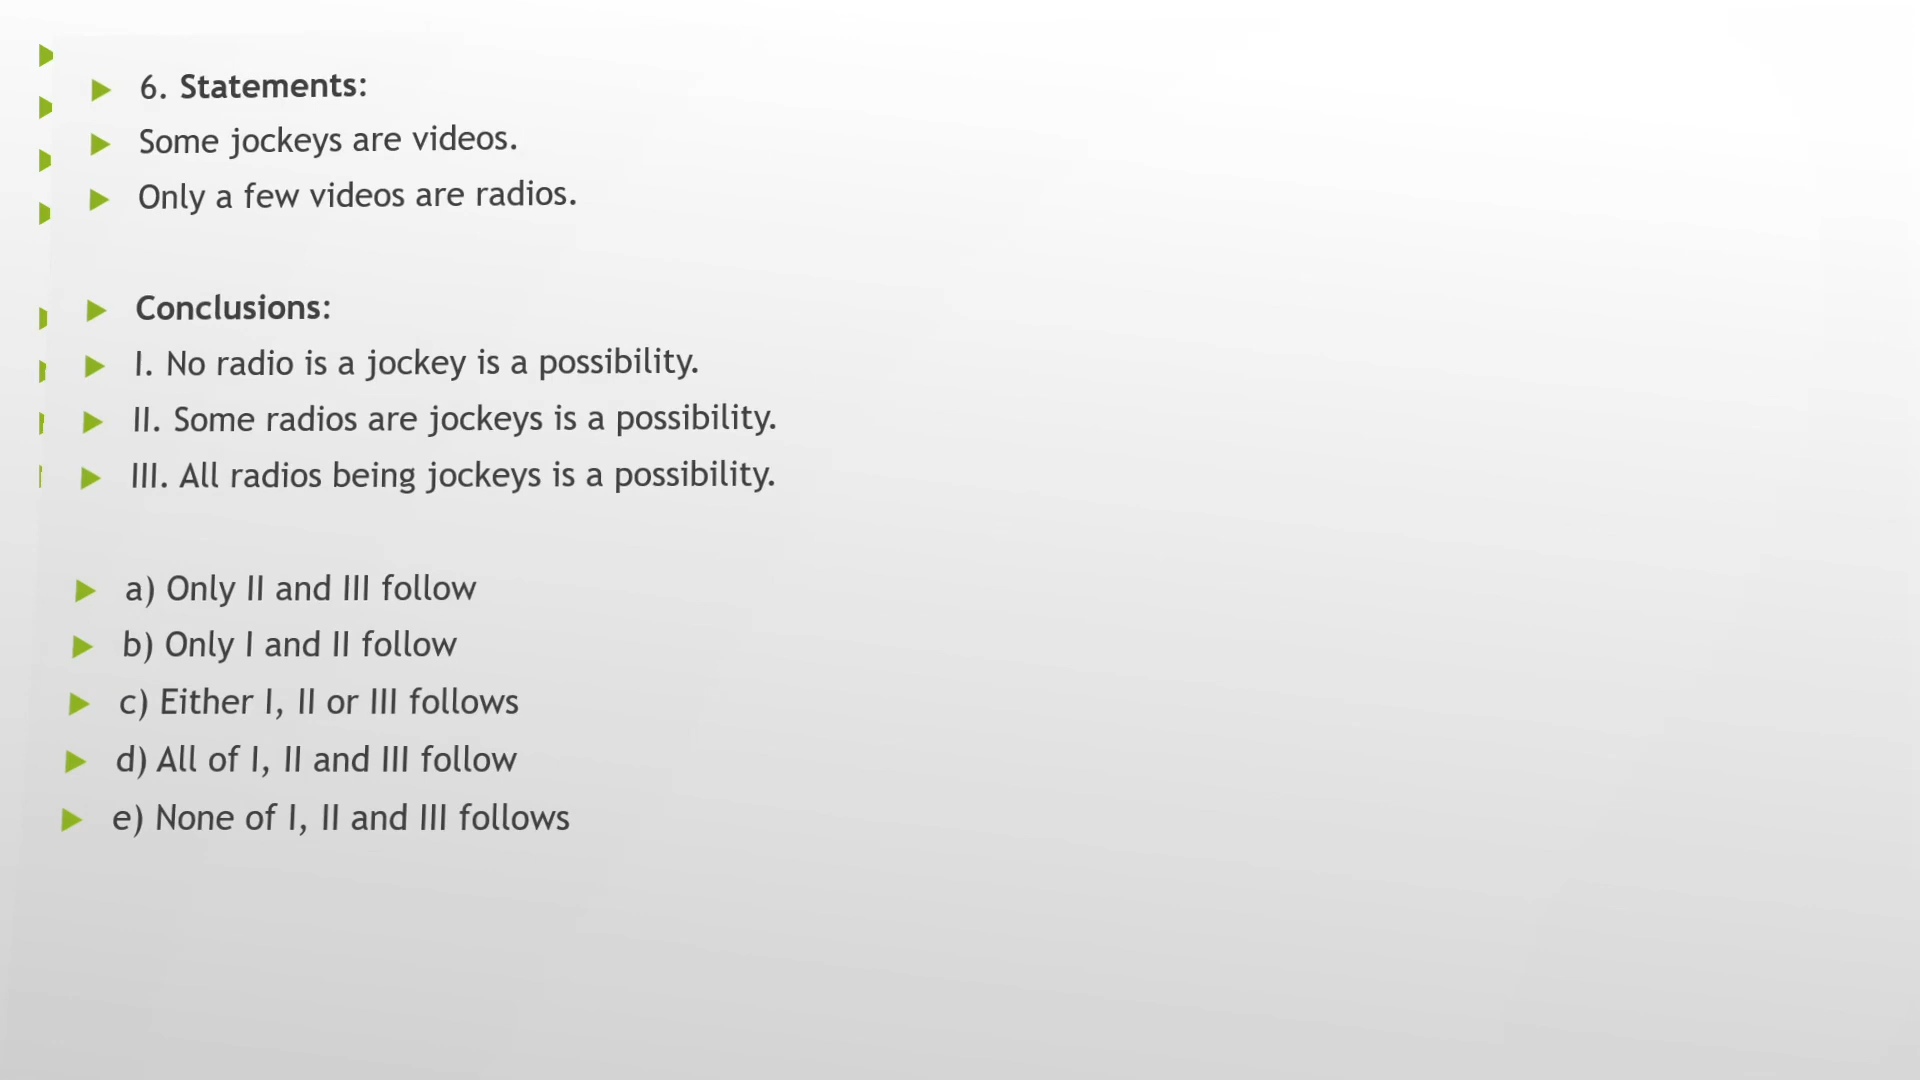 6. Statements:
Some jockeys are videos.
Only a few videos are radios.
Conclusions:
I. No radio is a jockey is a possibility.
II. Some radios are jockeys is a possibility.
III. All radios being jockeys is a possibility.
a) Only II and III follow
b) Only I and II follow
c) Either I, II or III follows
d) All of I, II and III follow
e) None of I, II and III follows